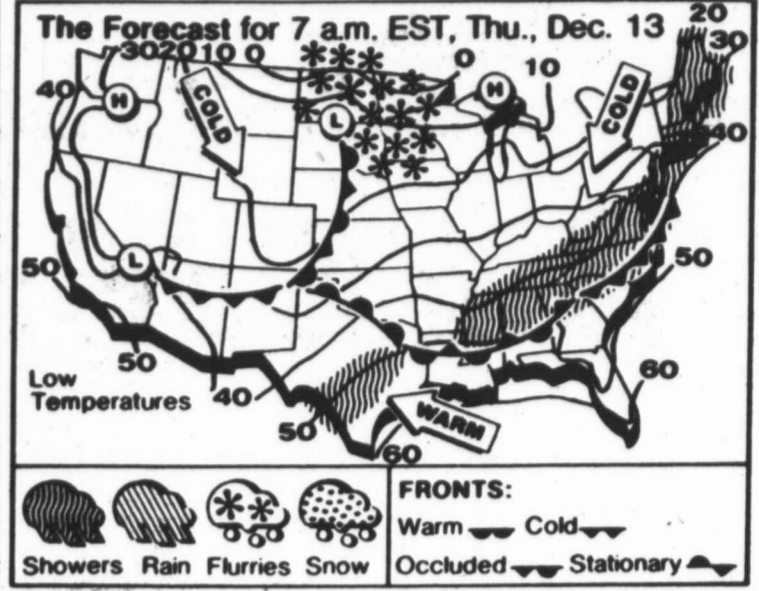 The Forecast for 7 a.m. EST, Thu., Dec. 13
20
30 20 10 0
0
10
30
40
H
H
COLD
COLD
L
40
L
50
50
50
40
Low
Temperatures
60
50
WARM
60
FRONTS:
Warm Cold
Showers Rain Flurries Snow
Occluded Stationary